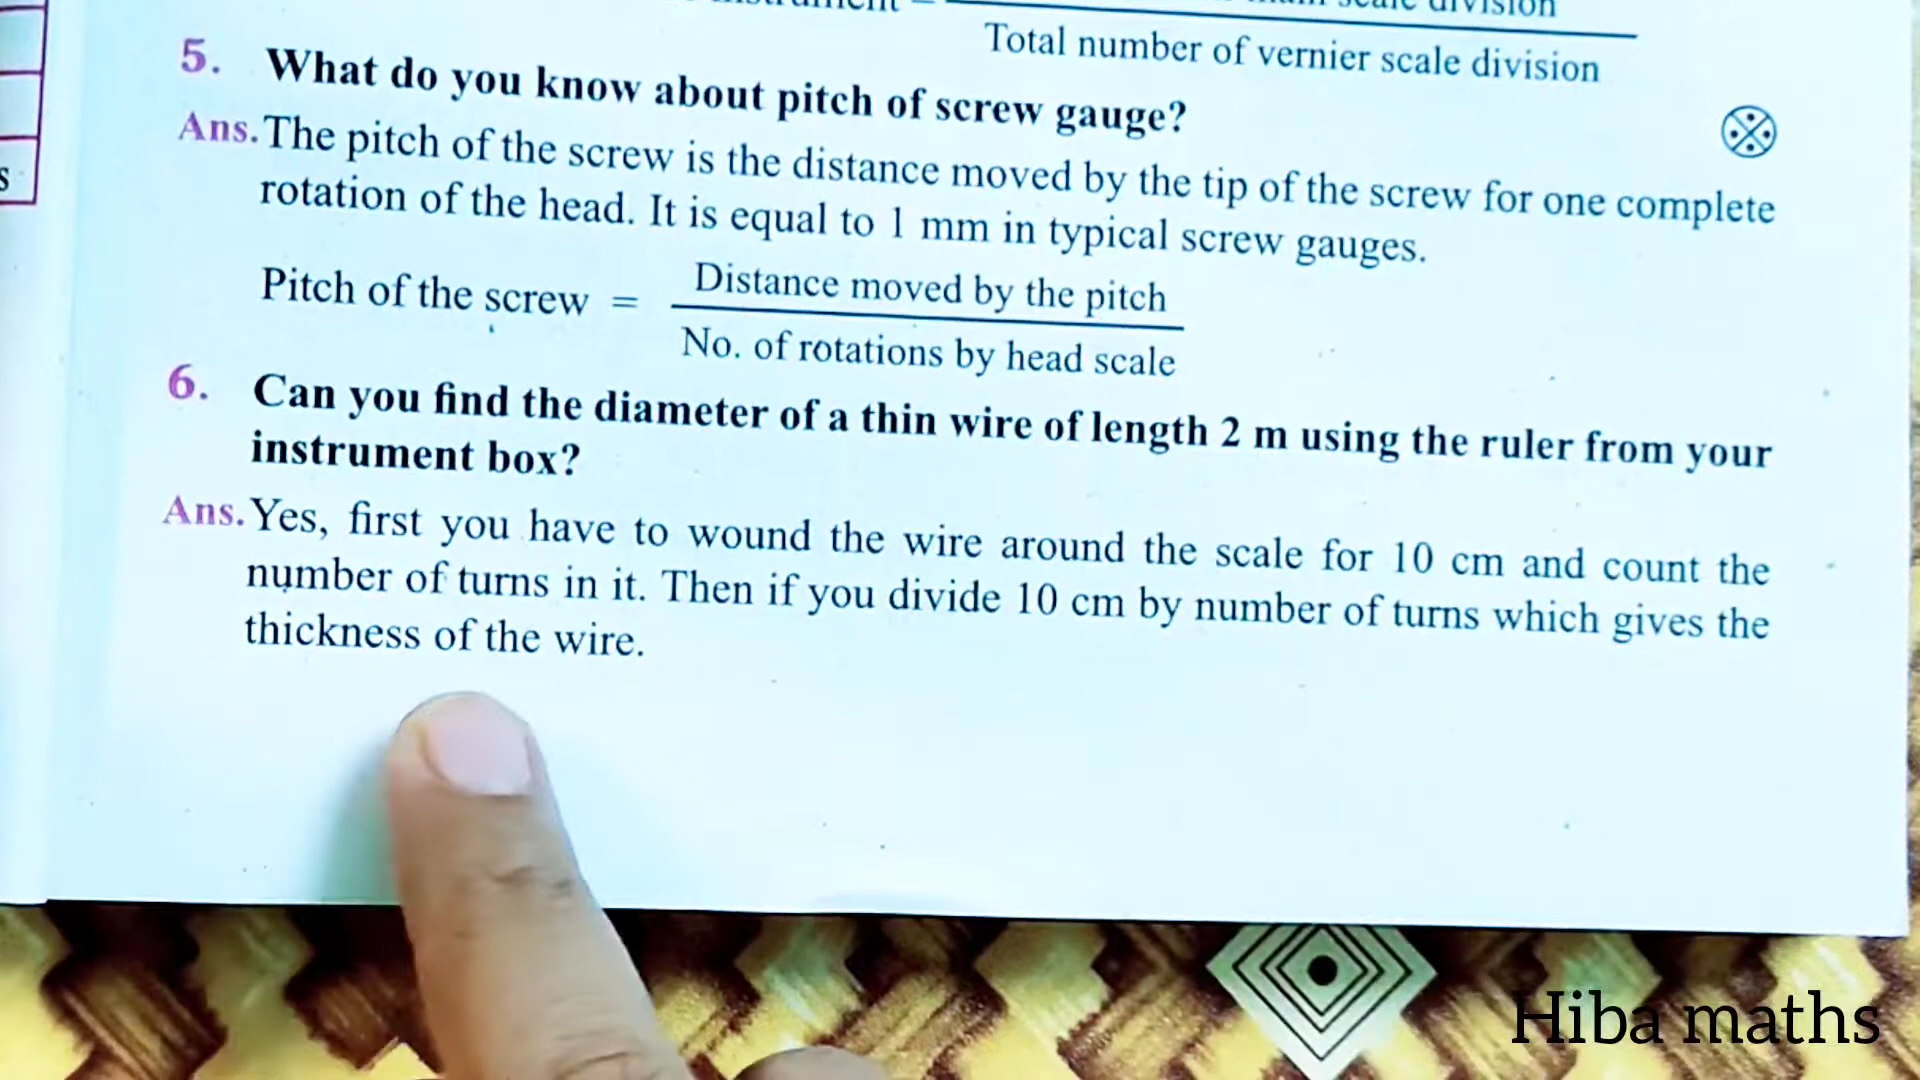 scale division
Total number of vernier scale division
5. What do you know about pitch of screw gauge?
Ans. The pitch of the screw is the distance moved by the tip of the screw for one complete
rotation of the head. It is equal to 1 mm in typical screw gauges.
Pitch of the screw = Distance moved by the pitch
No. of rotations by head scale
6. Can you find the diameter of a thin wire of length 2 m using the ruler from your
instrument box?
Ans. Yes, first you have to wound the wire around the scale for 10 cm and count the
number of turns in it. Then if you divide 10 cm by number of turns which gives the
thickness of the wire.
s
Hiba maths